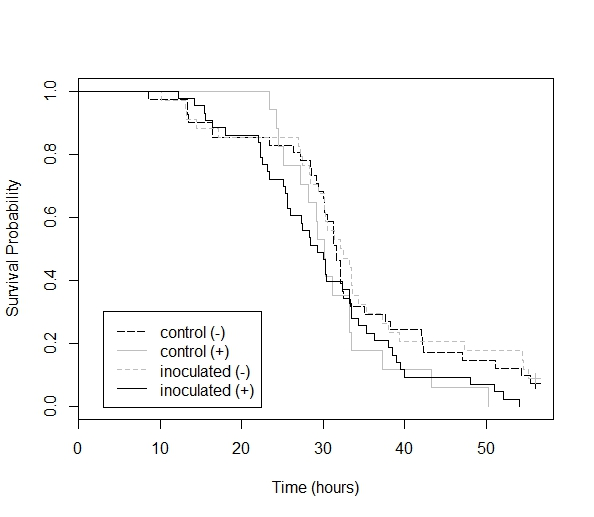 Survival Probability
1.0
0.8
0.6
0.4
0.2
0.0
control (-)
control (+)
inoculated (-)
inoculated (+)
0 10 20 30 40 50
Time (hours)